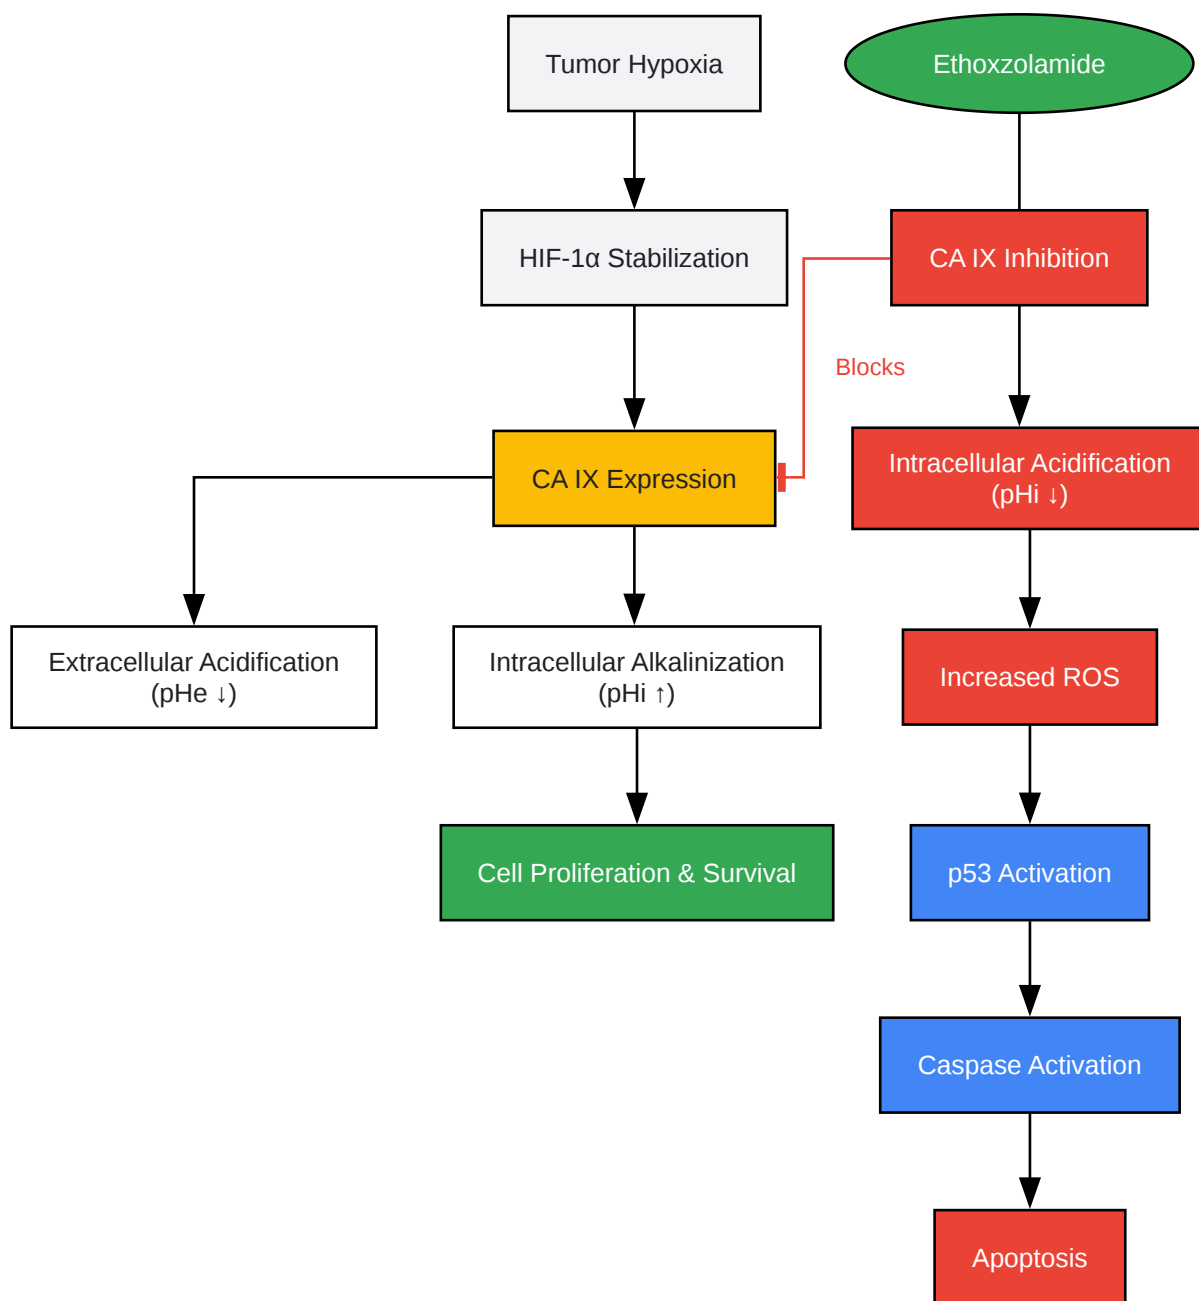 Tumor Hypoxia
Ethoxzolamide
HIF-1α Stabilization
CA IX Inhibition
Blocks
CA IX Expression
Intracellular Acidification
(pHi ↓)
Extracellular Acidification
(pHe ↓)
Intracellular Alkalinization
(pHi ↑)
Increased ROS
Cell Proliferation & Survival
p53 Activation
Caspase Activation
Apoptosis